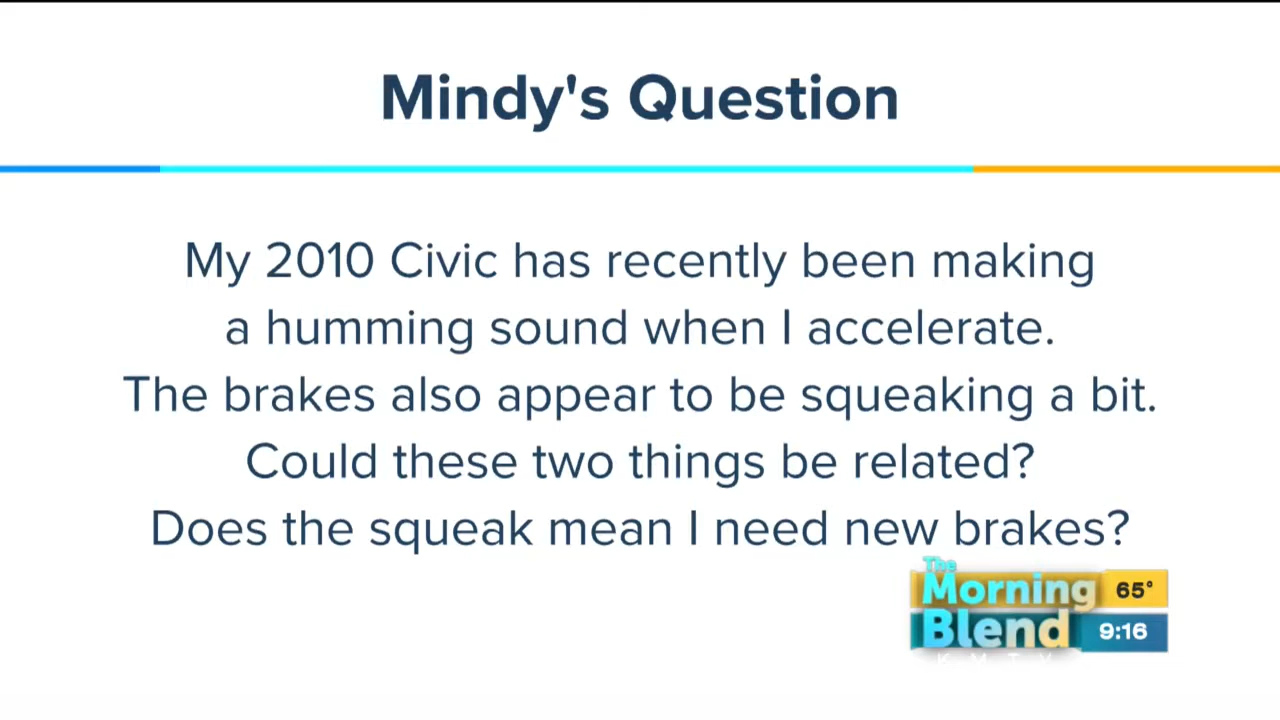 Mindy's Question
My 2010 Civic has recently been making
a humming sound when I accelerate.
The brakes also appear to be squeaking a bit.
Could these two things be related?
Does the squeak mean I need new brakes?
The
Morning 65°
Blend 9:16
K M T V